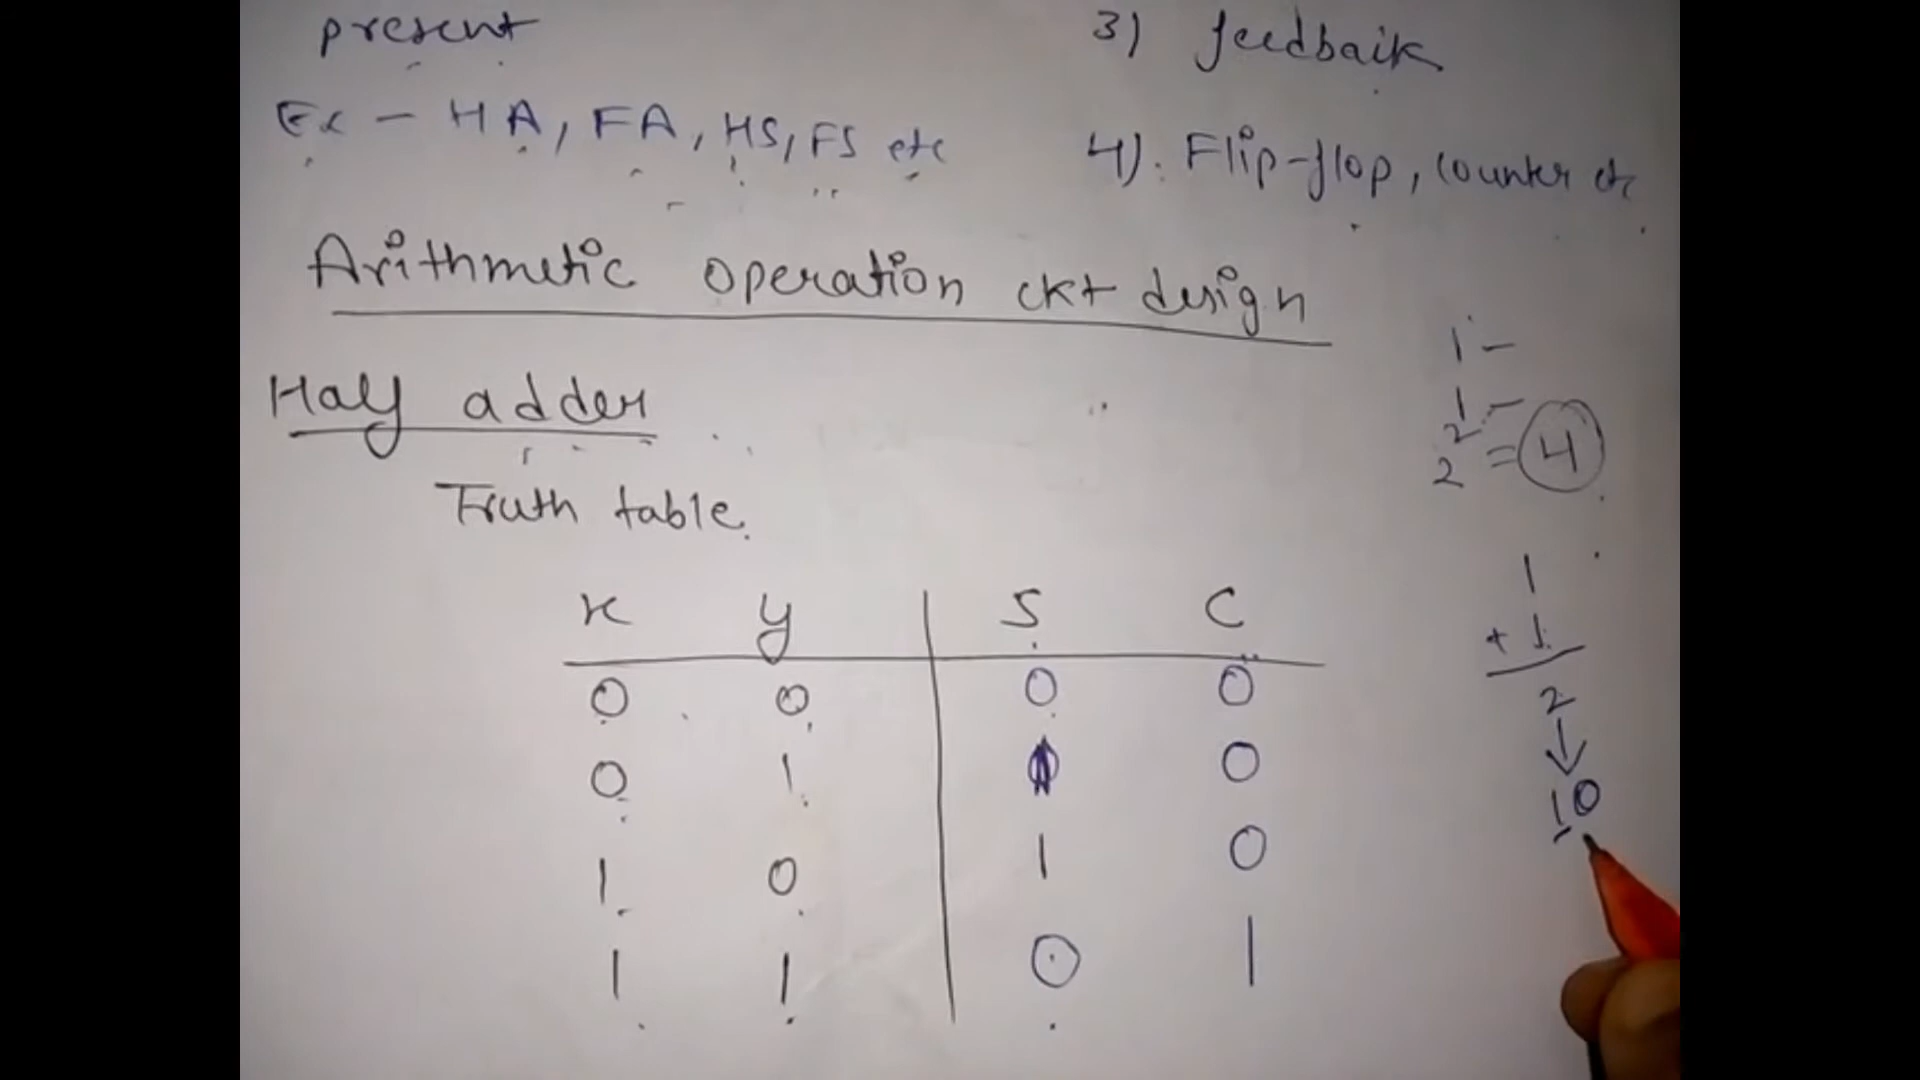 present
Ex - HA, FA, HS, FS etc
3) feedback
4). Flip-flop, counter etc
Arithmetic operation ckt design
Half adder
Truth table.
x y S C
0 0 0 0
0 1 1 0
1 0 1 0
1 1 0 1
1 -
1 -
2² = 4
1
+ 1
2
↓
10